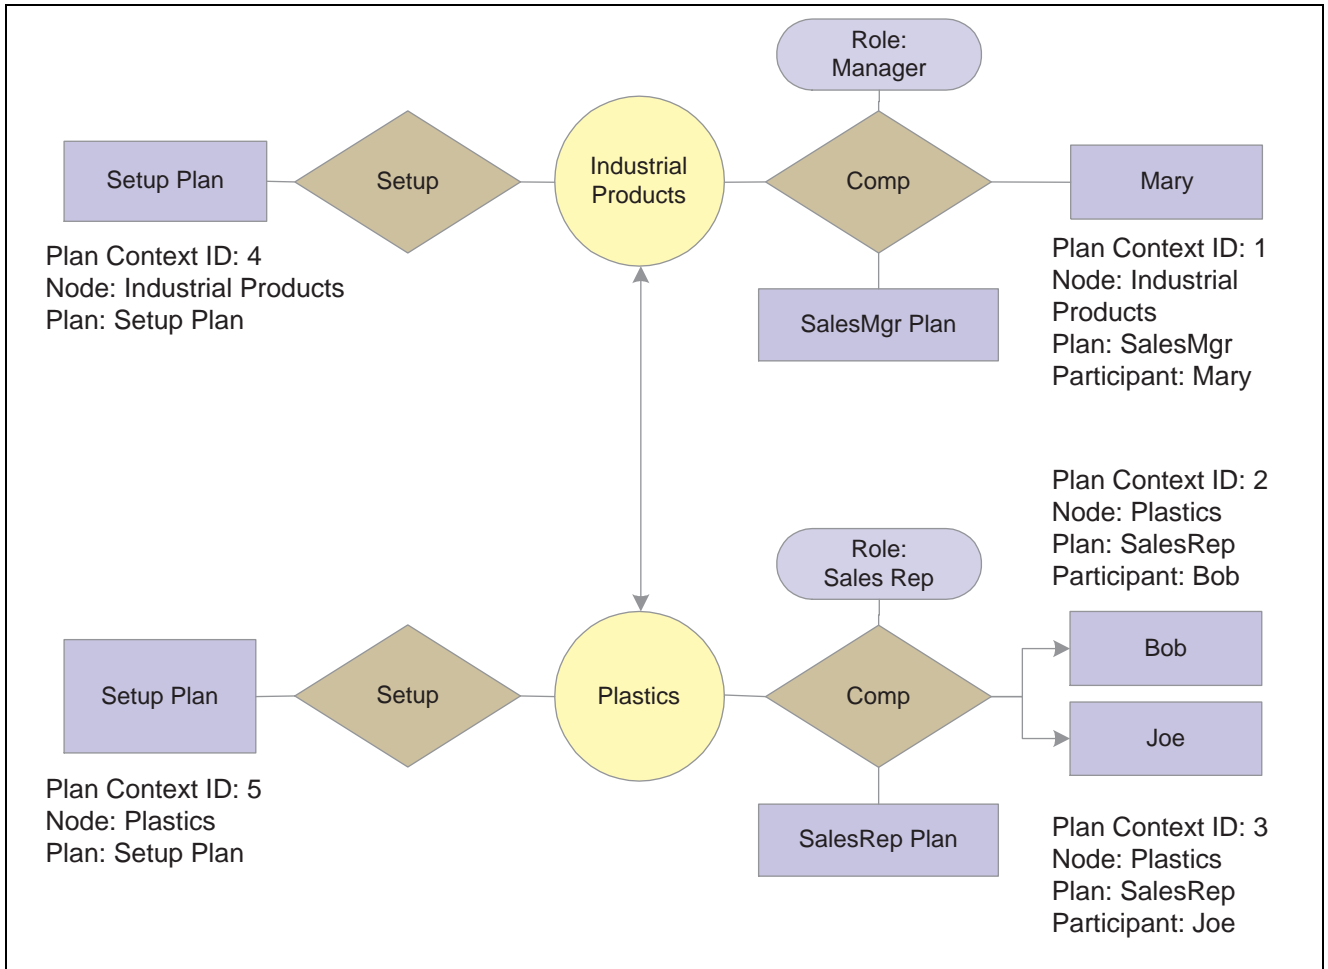 Role:
Manager
Setup Plan
Setup
Industrial
Products
Comp
Mary
Plan Context ID: 4
Node: Industrial Products
Plan: Setup Plan
SalesMgr Plan
Plan Context ID: 1
Node: Industrial
Products
Plan: SalesMgr
Participant: Mary
Plan Context ID: 2
Node: Plastics
Plan: SalesRep
Participant: Bob
Role:
Sales Rep
Setup Plan
Setup
Plastics
Comp
Bob
Joe
Plan Context ID: 5
Node: Plastics
Plan: Setup Plan
SalesRep Plan
Plan Context ID: 3
Node: Plastics
Plan: SalesRep
Participant: Joe